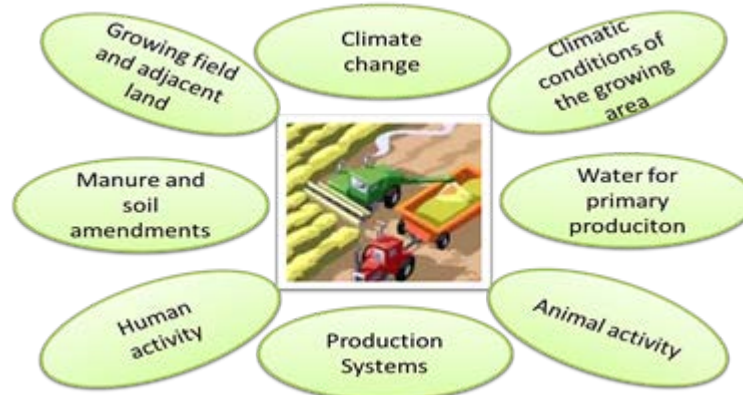 Growing field
and adjacent
land
Climate
change
Climatic
conditions of
the growing
area
Manure and
soil
amendments
Water for
primary
produciton
Human
activity
Production
Systems
Animal activity